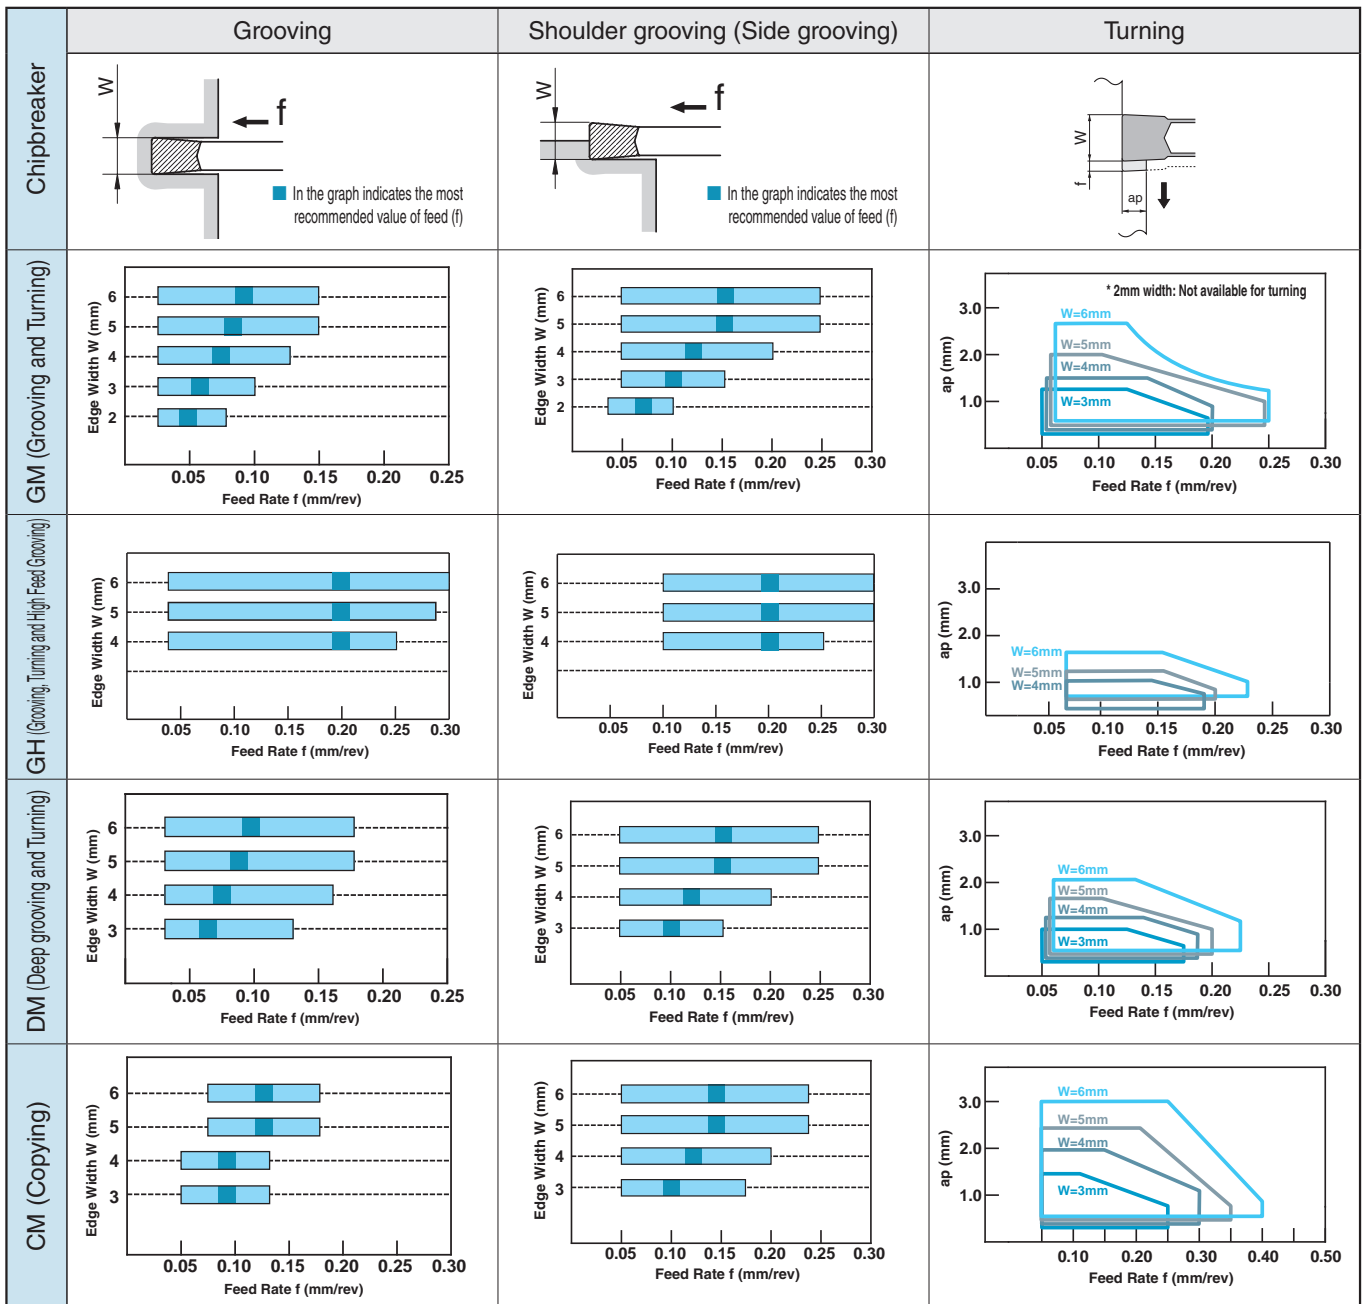 Chipbreaker
Grooving
Shoulder grooving (Side grooving)
Turning
W
f
In the graph indicates the most
recommended value of feed (f)
W
f
In the graph indicates the most
recommended value of feed (f)
W
f
ap
GM (Grooving and Turning)
Edge Width W (mm)
6
5
4
3
2
0.05 0.10 0.15 0.20 0.25
Feed Rate f (mm/rev)
Edge Width W (mm)
6
5
4
3
2
0.05 0.10 0.15 0.20 0.25 0.30
Feed Rate f (mm/rev)
* 2mm width: Not available for turning
ap (mm)
3.0
2.0
1.0
W=6mm
W=5mm
W=4mm
W=3mm
0.05 0.10 0.15 0.20 0.25 0.30
Feed Rate f (mm/rev)
GH (Grooving, Turning and High Feed Grooving)
Edge Width W (mm)
6
5
4
0.05 0.10 0.15 0.20 0.25 0.30
Feed Rate f (mm/rev)
Edge Width W (mm)
6
5
4
0.05 0.10 0.15 0.20 0.25 0.30
Feed Rate f (mm/rev)
ap (mm)
3.0
2.0
1.0
W=6mm
W=5mm
W=4mm
0.05 0.10 0.15 0.20 0.25 0.30
Feed Rate f (mm/rev)
DM (Deep grooving and Turning)
Edge Width W (mm)
6
5
4
3
0.05 0.10 0.15 0.20 0.25
Feed Rate f (mm/rev)
Edge Width W (mm)
6
5
4
3
0.05 0.10 0.15 0.20 0.25 0.30
Feed Rate f (mm/rev)
ap (mm)
3.0
2.0
1.0
W=6mm
W=5mm
W=4mm
W=3mm
0.05 0.10 0.15 0.20 0.25 0.30
Feed Rate f (mm/rev)
CM (Copying)
Edge Width W (mm)
6
5
4
3
0.05 0.10 0.15 0.20 0.25 0.30
Feed Rate f (mm/rev)
Edge Width W (mm)
6
5
4
3
0.05 0.10 0.15 0.20 0.25 0.30
Feed Rate f (mm/rev)
ap (mm)
3.0
2.0
1.0
W=6mm
W=5mm
W=4mm
W=3mm
0.10 0.20 0.30 0.40 0.50
Feed Rate f (mm/rev)